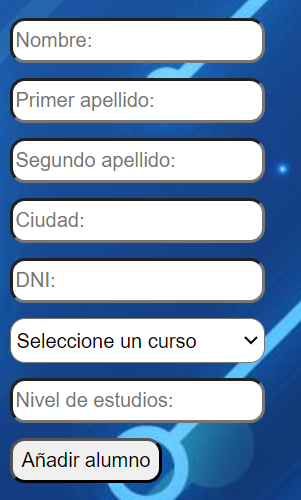 Nombre:
Primer apellido:
Segundo apellido:
Ciudad:
DNI:
Seleccione un curso
Nivel de estudios:
Añadir alumno